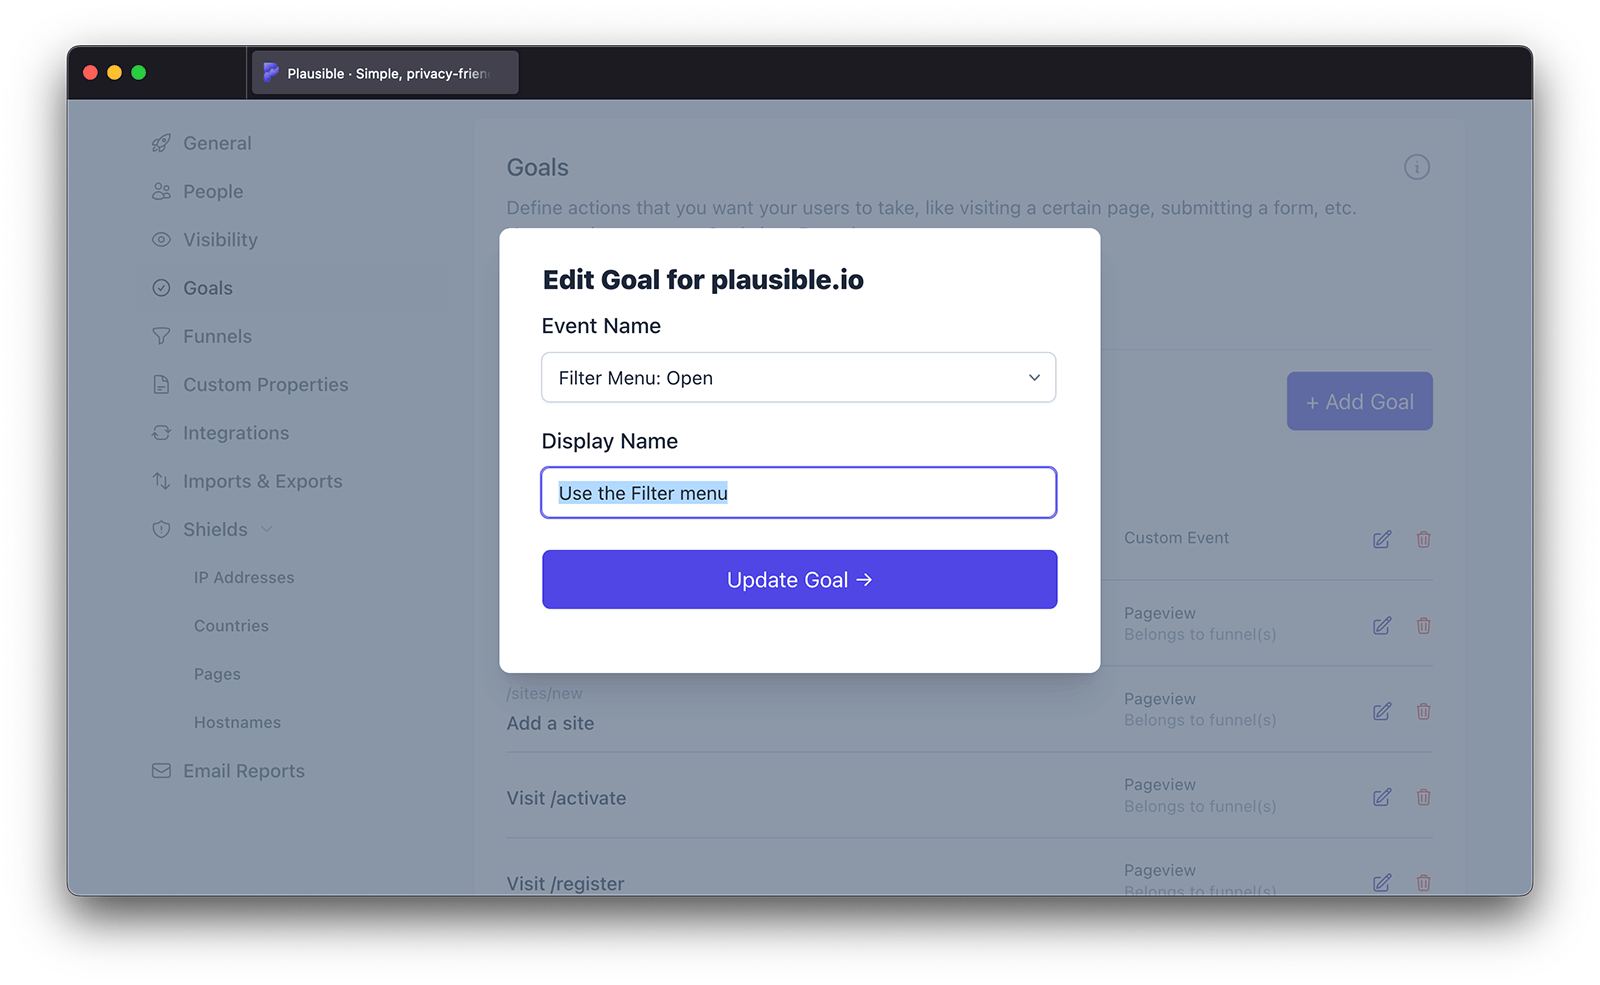 Plausible · Simple, privacy-frien
General
People
Visibility
Goals
Funnels
Custom Properties
Integrations
Imports & Exports
Shields
IP Addresses
Countries
Pages
Hostnames
Email Reports
Goals
Define actions that you want your users to take, like visiting a certain page, submitting a form, etc.
+ Add Goal
Edit Goal for plausible.io
Event Name
Filter Menu: Open
Display Name
Use the Filter menu
Update Goal →
Custom Event
Pageview
Belongs to funnel(s)
/sites/new
Add a site
Pageview
Belongs to funnel(s)
Visit /activate
Pageview
Belongs to funnel(s)
Visit /register
Pageview
Belongs to funnel(s)